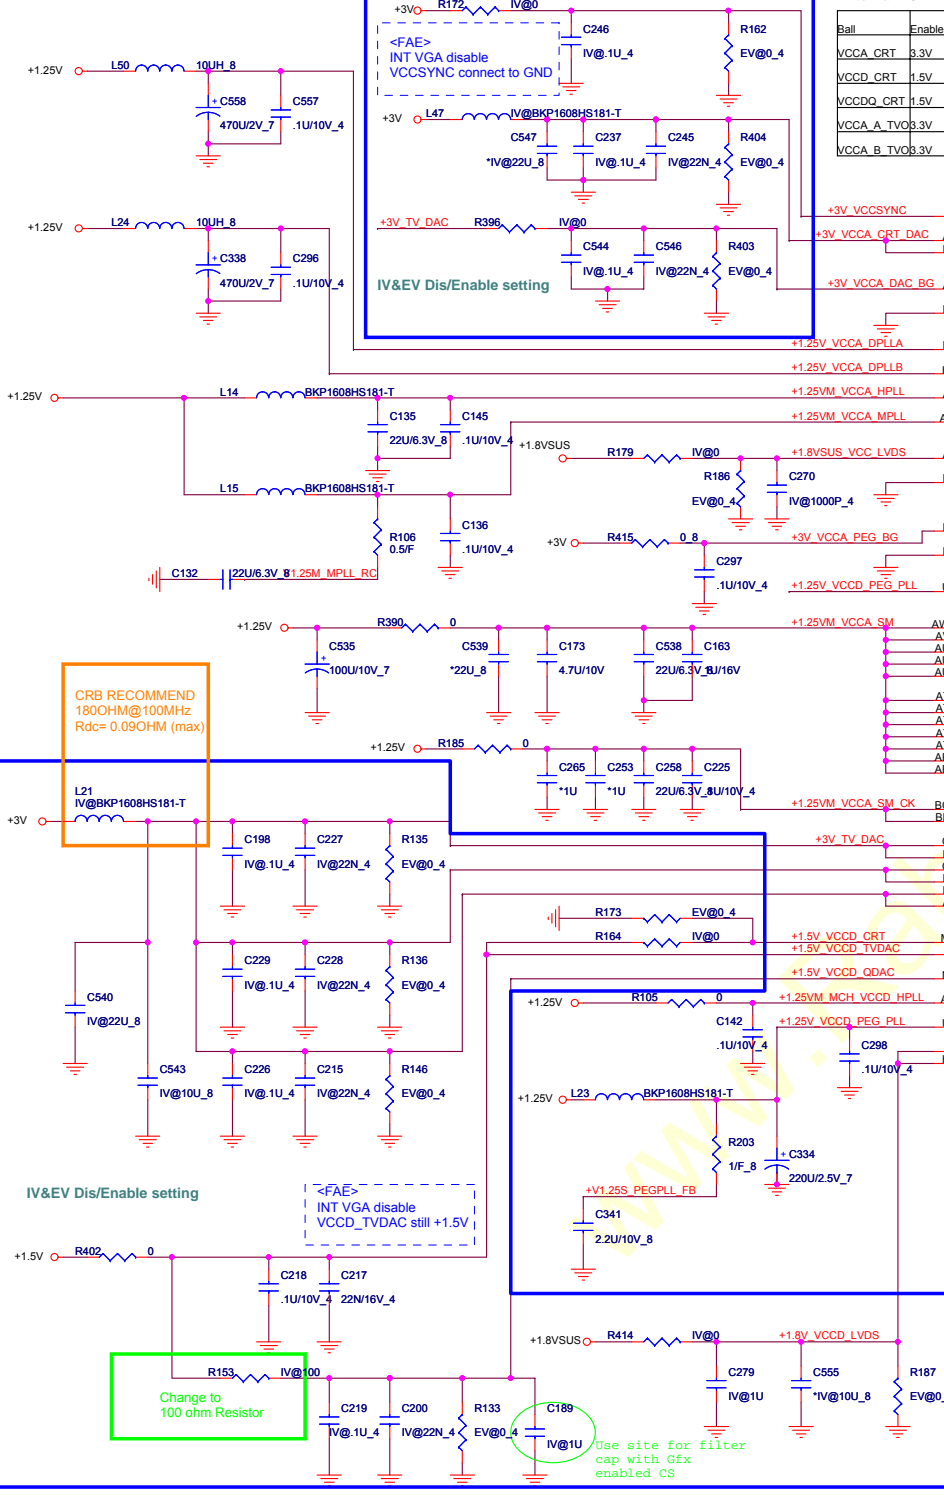 R172 IV@0
+3V
C246
IV@.1U_4
R162
EV@0_4
<FAE>
INT VGA disable
VCCSYNC connect to GND
Ball Enable
VCCA_CRT 3.3V
VCCD_CRT 1.5V
VCCDQ_CRT 1.5V
VCCA_A_TVO 3.3V
VCCA_B_TVO 3.3V
+1.25V L50 10UH_8
C558
470U/2V_7
C557
.1U/10V_4
+3V L47 IV@BKP1608HS181-T
C547
*IV@22U_8
C237
IV@.1U_4
C245
IV@22N_4
R404
EV@0_4
+1.25V L24 10UH_8
C338
470U/2V_7
C296
.1U/10V_4
+3V_TV_DAC R396 IV@0
C544
IV@.1U_4
C546
IV@22N_4
R403
EV@0_4
IV&EV Dis/Enable setting
+3V_VCCSYNC
+3V_VCCA_CRT_DAC
+3V_VCCA_DAC_BG
+1.25V_VCCA_DPLLA
+1.25V_VCCA_DPLLB
+1.25V L14 BKP1608HS181-T
+1.25VM_VCCA_HPLL
C135
22U/6.3V_8
C145
.1U/10V_4
+1.25VM_VCCA_MPLL
+1.8VSUS
R179 IV@0
+1.8VSUS_VCC_LVDS
R186
EV@0_4
C270
IV@1000P_4
L15 BKP1608HS181-T
R106
0.5/F
C136
.1U/10V_4
C132 22U/6.3V_8
+1.25M_MPLL_RC
+3V R415 0_8
+3V_VCCA_PEG_BG
C297
.1U/10V_4
+1.25V_VCCD_PEG_PLL
+1.25V R390 0
+1.25VM_VCCA_SM
C535
100U/10V_7
C539
*22U_8
C173
4.7U/10V
C538
22U/6.3V_8
C163
1U/16V
CRB RECOMMEND
180OHM@100MHz
Rdc= 0.09OHM (max)
+1.25V R185 0
C265
*1U
C253
*1U
C258
22U/6.3V_8
C225
.1U/10V_4
+1.25VM_VCCA_SM_CK
L21
IV@BKP1608HS181-T
+3V
+3V_TV_DAC
C198
IV@.1U_4
C227
IV@22N_4
R135
EV@0_4
R173 EV@0_4
R164 IV@0
+1.5V_VCCD_CRT
+1.5V_VCCD_TVDAC
+1.5V_VCCD_QDAC
C229
IV@.1U_4
C228
IV@22N_4
R136
EV@0_4
C540
IV@22U_8
+1.25V R105 0
+1.25VM_MCH_VCCD_HPLL
C142
.1U/10V_4
+1.25V_VCCD_PEG_PLL
C298
.1U/10V_4
C543
IV@10U_8
C226
IV@.1U_4
C215
IV@22N_4
R146
EV@0_4
+1.25V L23 BKP1608HS181-T
R203
1/F_8
C334
220U/2.5V_7
+V1.25S_PEGPLL_FB
C341
2.2U/10V_8
IV&EV Dis/Enable setting
<FAE>
INT VGA disable
VCCD_TVDAC still +1.5V
+1.5V R402 0
C218
.1U/10V_4
C217
22N/16V_4
+1.8VSUS R414 IV@0
+1.8V_VCCD_LVDS
C279
IV@1U
C555
*IV@10U_8
R187
EV@0_
R153 IV@100
Change to
100 ohm Resistor
C219
IV@.1U_4
C200
IV@22N_4
R133
EV@0_4
C189
IV@1U
Use site for filter
cap with Gfx
enabled CS